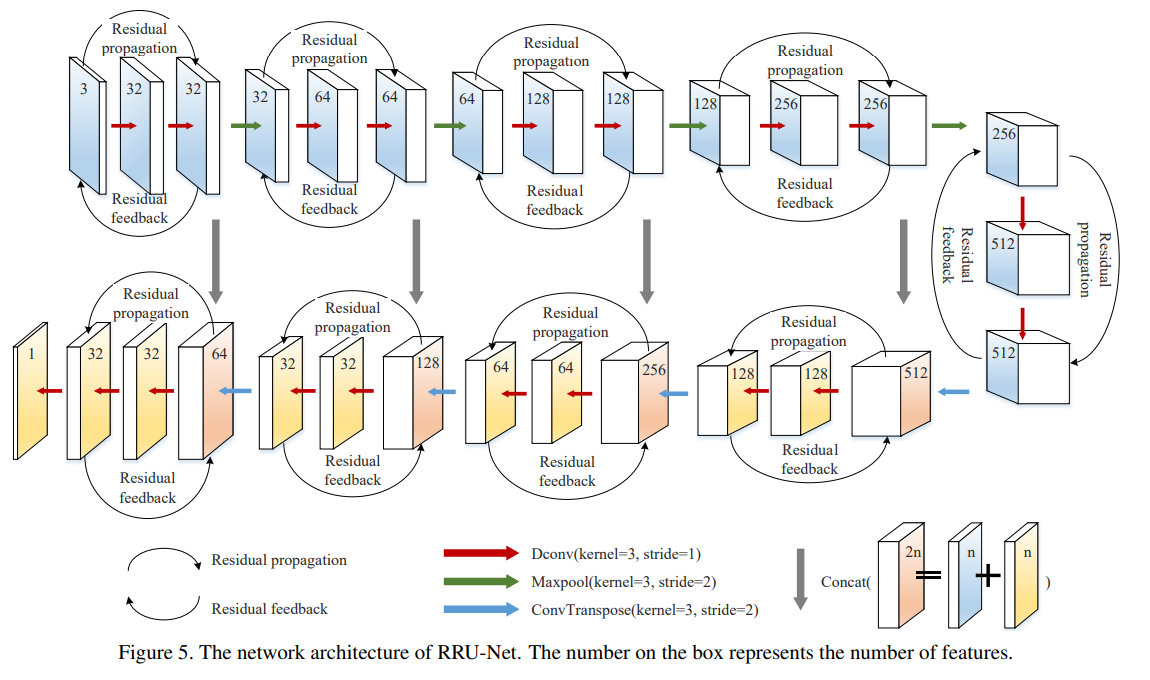 Residual
propagation
3
32
32
Residual
feedback
Residual
propagation
32
64
64
Residual
feedback
Residual
propagation
64
128
128
Residual
feedback
Residual
propagation
128
256
256
Residual
feedback
256
512
512
Residual
feedback
Residual
propagation
Residual
propagation
1
32
32
64
Residual
feedback
Residual
propagation
32
32
128
Residual
feedback
Residual
propagation
64
64
256
Residual
feedback
Residual
propagation
128
128
512
Residual
feedback
Residual propagation
Residual feedback
Dconv(kernel=3, stride=1)
Maxpool(kernel=3, stride=2)
ConvTranspose(kernel=3, stride=2)
Concat( 2n = n + n )
Figure 5. The network architecture of RRU-Net. The number on the box represents the number of features.